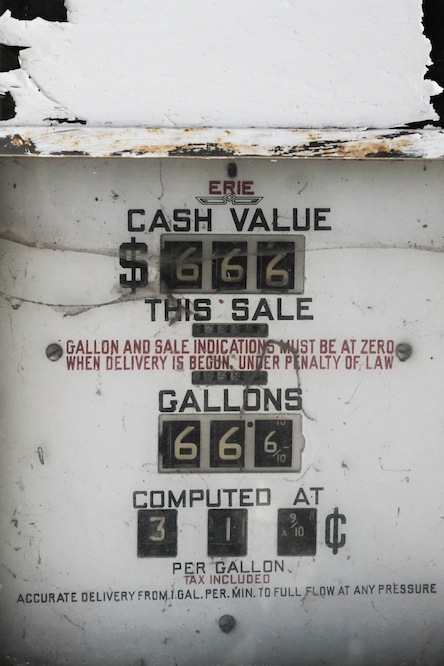 ERIE
CASH VALUE
$ 6 6 6
THIS SALE
GALLON AND SALE INDICATIONS MUST BE AT ZERO
WHEN DELIVERY IS BEGUN. UNDER PENALTY OF LAW
GALLONS
6 6 6/10
COMPUTED AT
3 1 9/10 ¢
PER GALLON
TAX INCLUDED
ACCURATE DELIVERY FROM 1 GAL. PER. MIN. TO FULL FLOW AT ANY PRESSURE